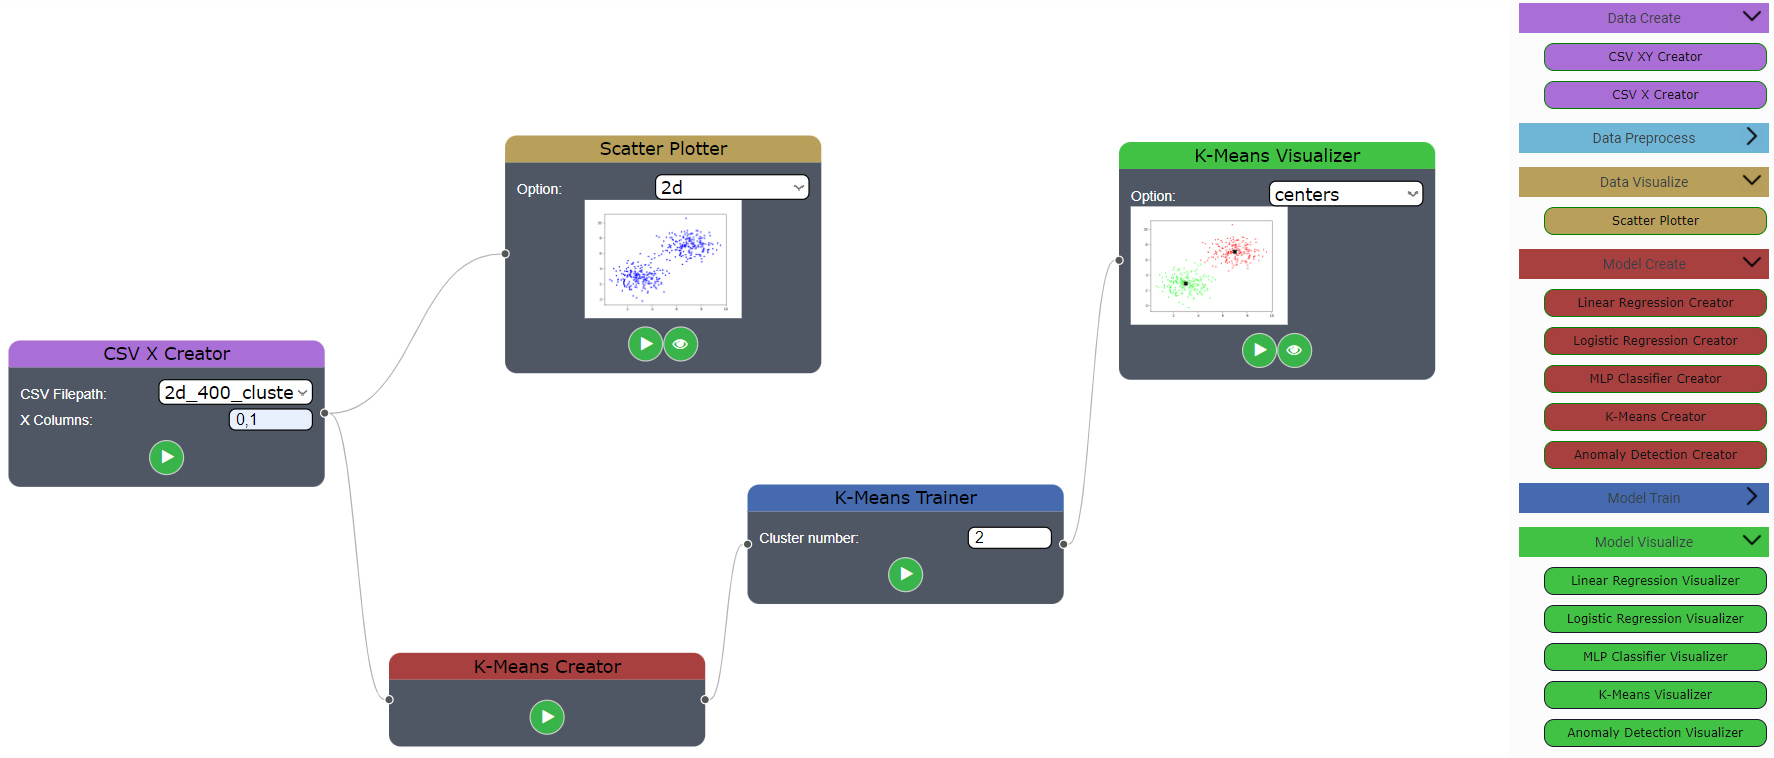 Scatter Plotter
Option:
2d
K-Means Visualizer
Option:
centers
CSV X Creator
CSV Filepath:
2d_400_cluste
X Columns:
0,1
K-Means Trainer
Cluster number:
2
K-Means Creator
Data Create
CSV XY Creator
CSV X Creator
Data Preprocess
Data Visualize
Scatter Plotter
Model Create
Linear Regression Creator
Logistic Regression Creator
MLP Classifier Creator
K-Means Creator
Anomaly Detection Creator
Model Train
Model Visualize
Linear Regression Visualizer
Logistic Regression Visualizer
MLP Classifier Visualizer
K-Means Visualizer
Anomaly Detection Visualizer